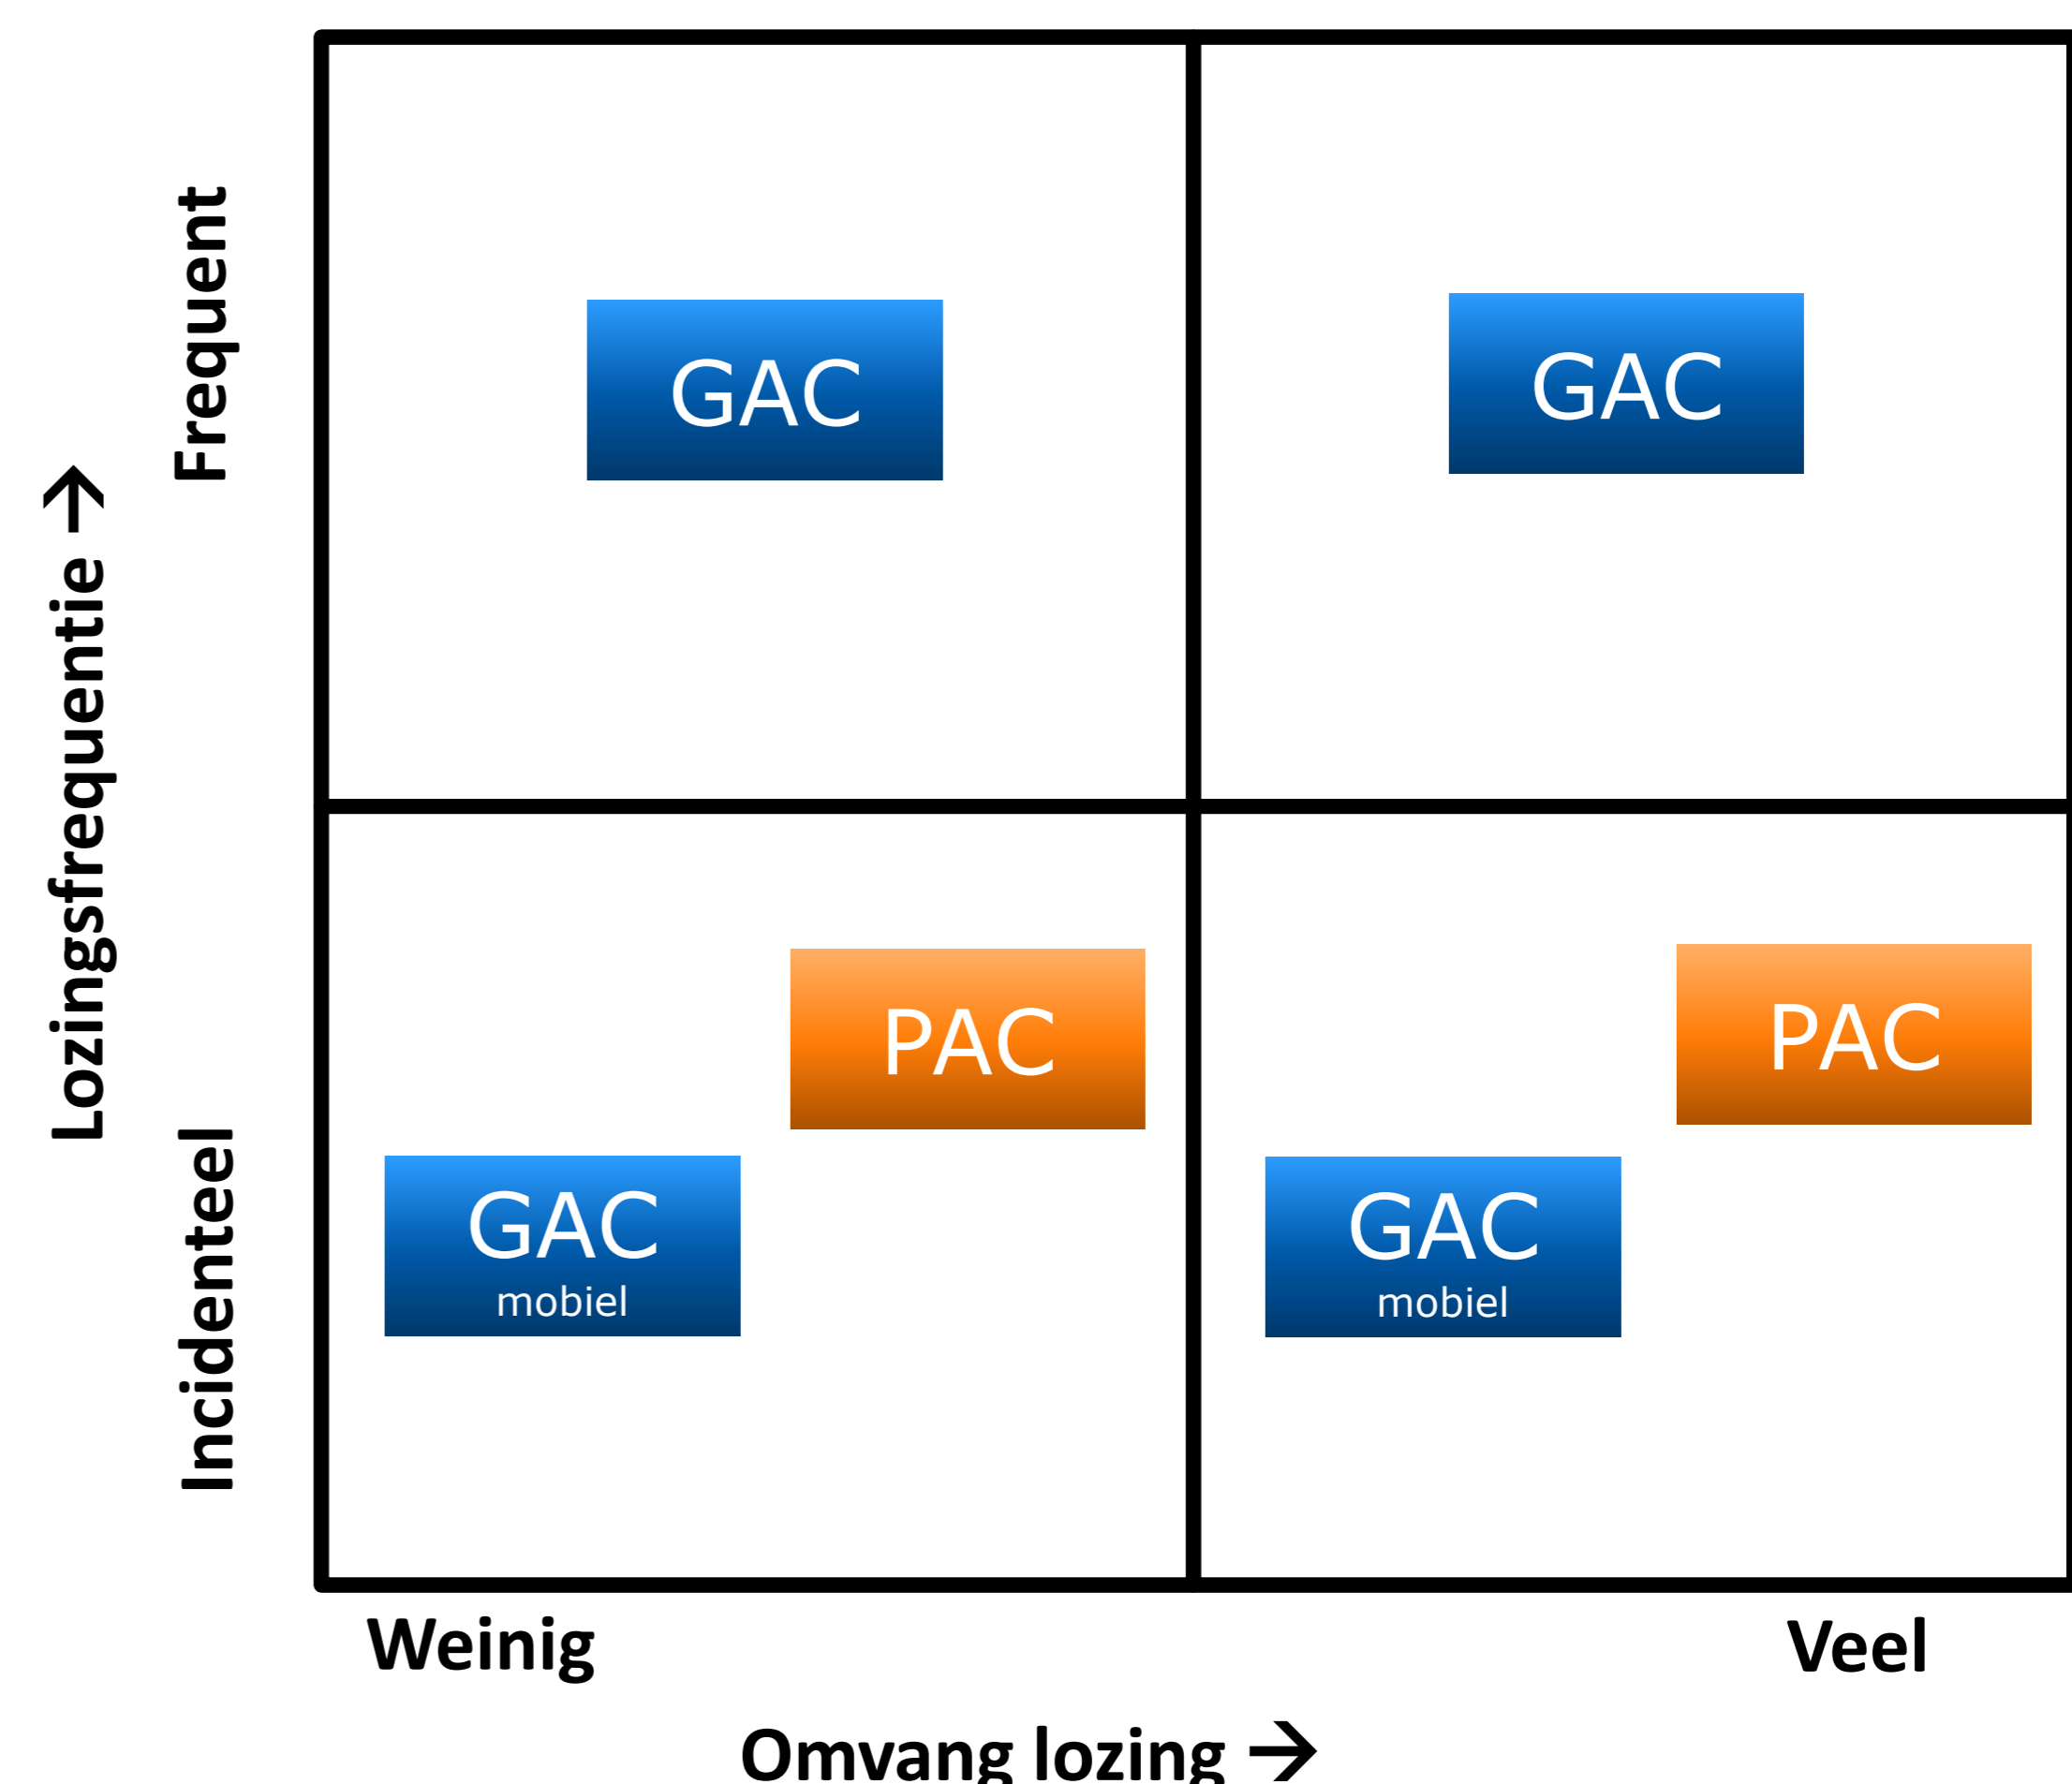 Lozingsfrequentie →
Frequent
GAC
GAC
Incidenteel
PAC
PAC
GAC
mobiel
GAC
mobiel
Weinig
Veel
Omvang lozing →